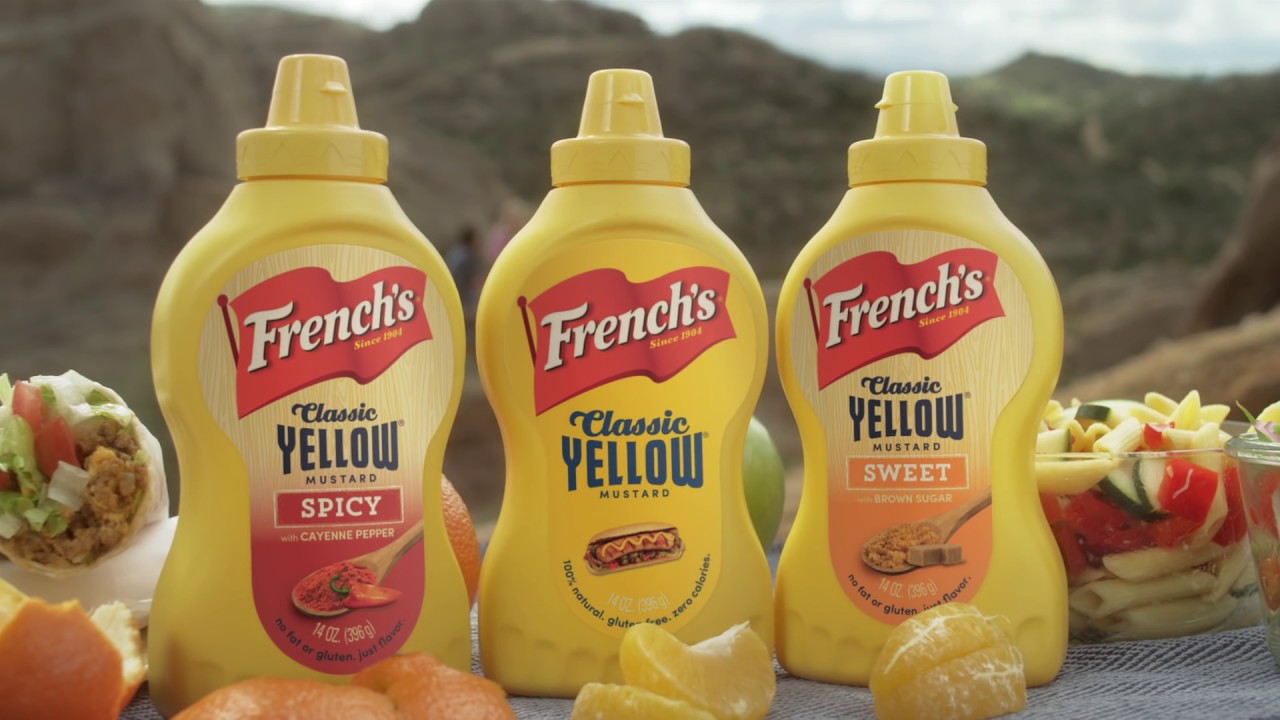 French's
Since 1904
Classic
YELLOW®
MUSTARD
SPICY
with CAYENNE PEPPER
14 OZ. (396g)
no fat or gluten. just flavor.
French's
Since 1904
Classic
YELLOW®
MUSTARD
100% natural. gluten free. zero calories.
14 OZ. (396g)
French's
Since 1904
Classic
YELLOW®
MUSTARD
SWEET
with BROWN SUGAR
14 OZ. (396g)
no fat or gluten. just flavor.